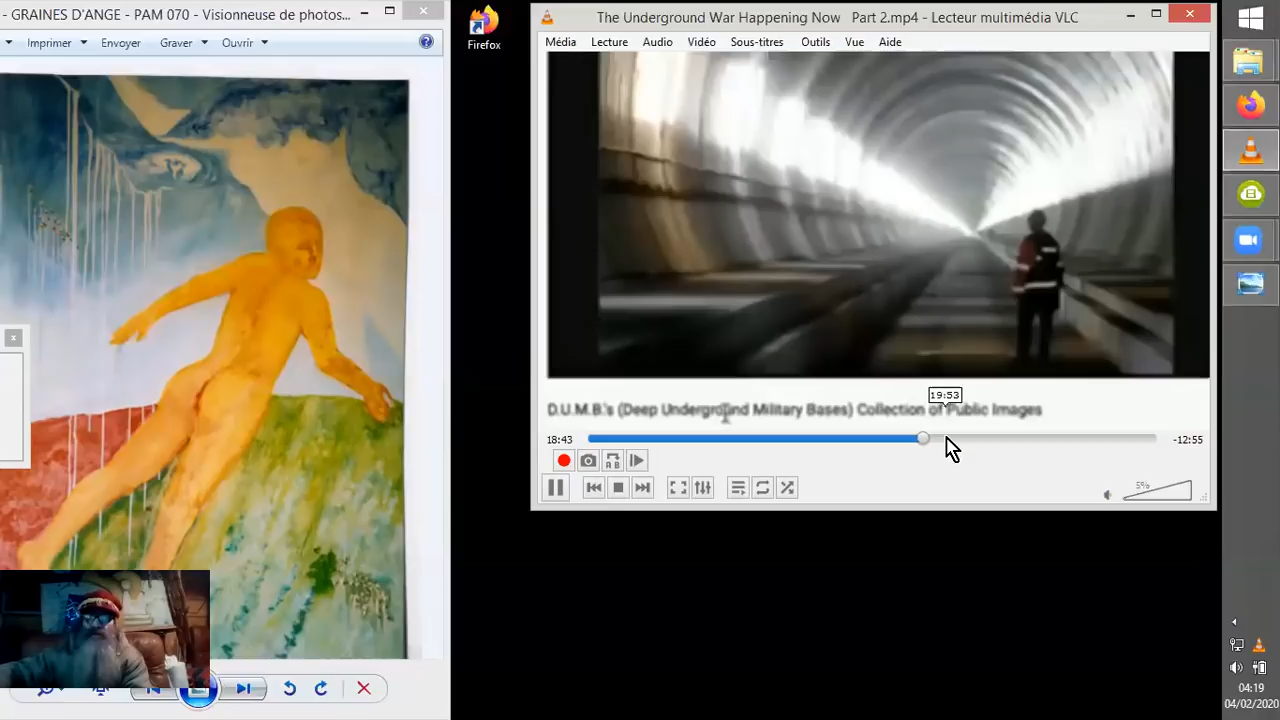 - GRAINES D'ANGE - PAM 070 - Visionneuse de photos...
Imprimer Envoyer Graver Ouvrir
Firefox
The Underground War Happening Now Part 2.mp4 - Lecteur multimédia VLC
Média Lecture Audio Vidéo Sous-titres Outils Vue Aide
19:53
D.U.M.B.'s (Deep Underground Military Bases) Collection of Public Images
18:43 -12:55
5%
04:19
04/02/2020